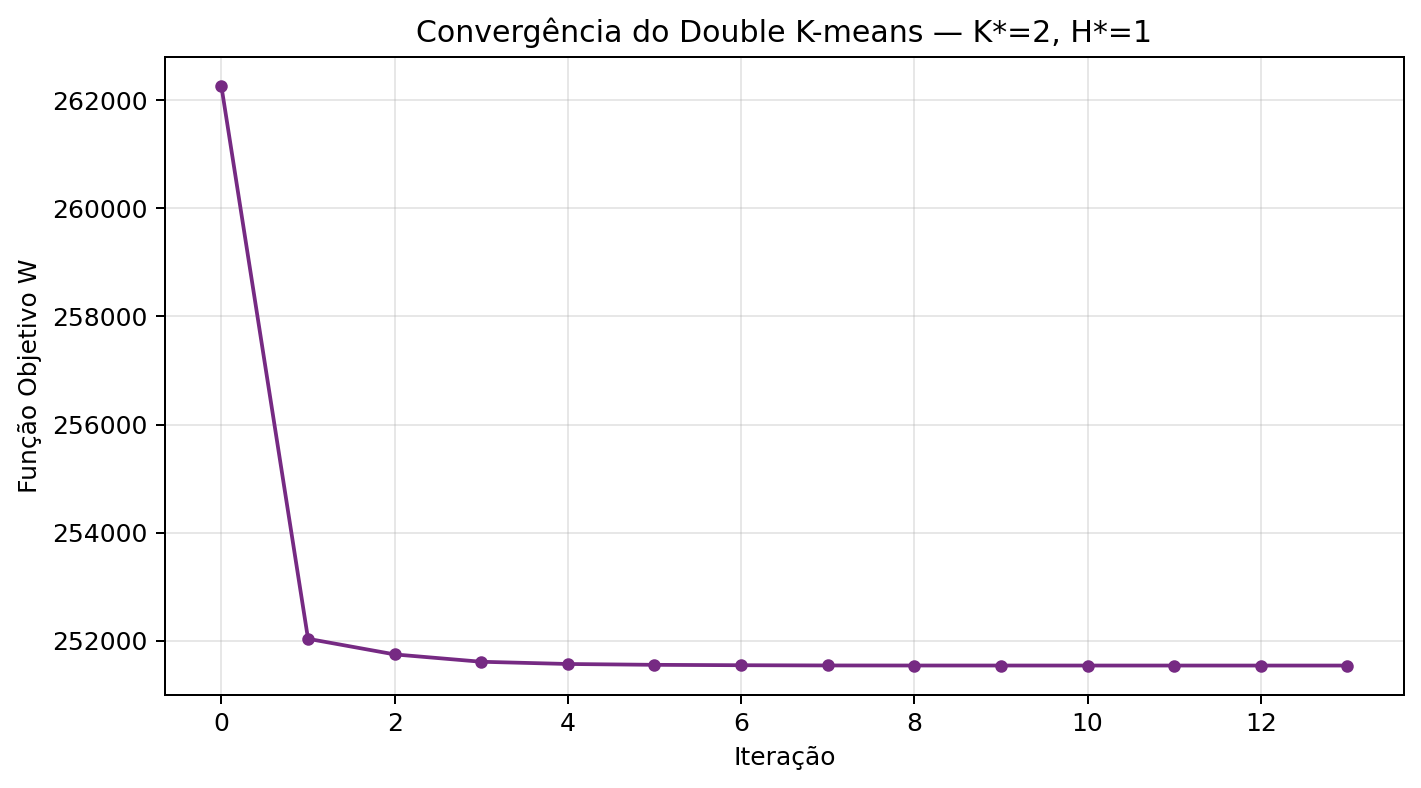 Convergência do Double K-means — K*=2, H*=1
Função Objetivo W
262000
260000
258000
256000
254000
252000
0 2 4 6 8 10 12
Iteração